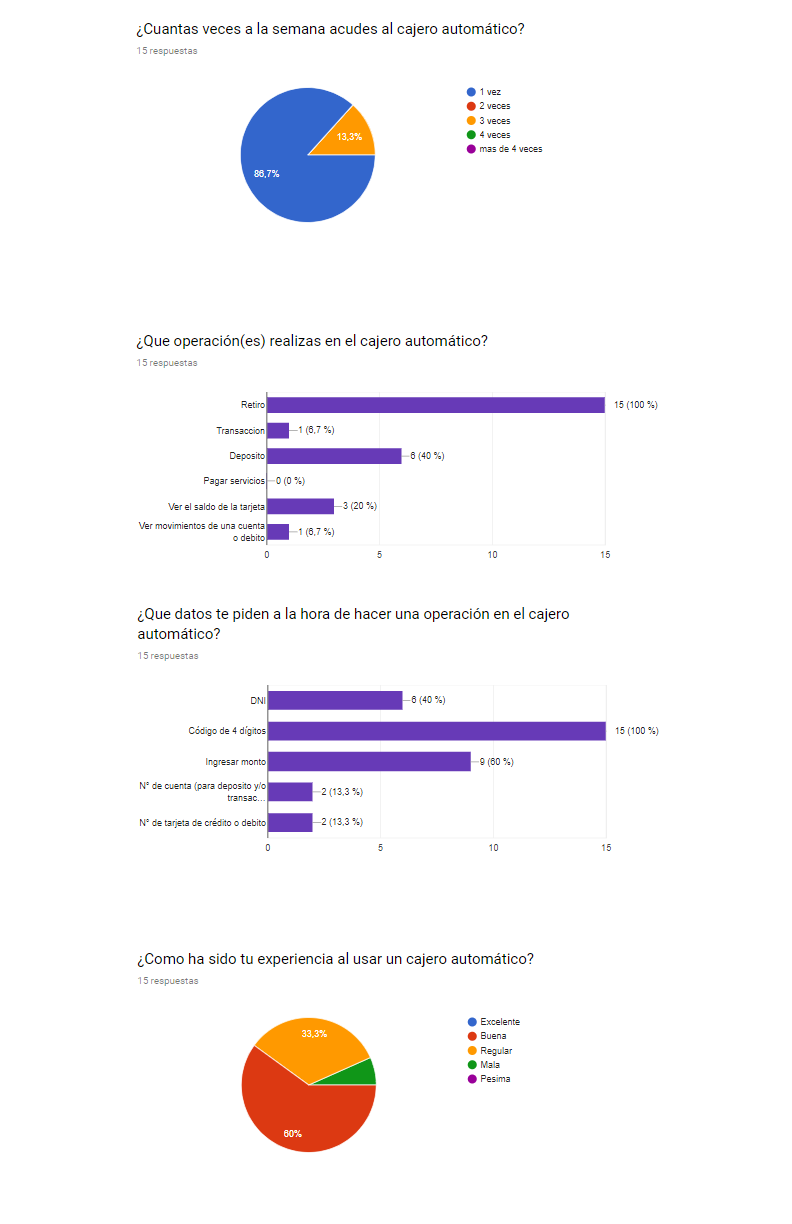 ¿Cuantas veces a la semana acudes al cajero automático?
15 respuestas
1 vez
2 veces
3 veces
4 veces
mas de 4 veces
13,3%
86,7%
¿Que operación(es) realizas en el cajero automático?
15 respuestas
Retiro
15 (100 %)
Transaccion
1 (6,7 %)
Deposito
6 (40 %)
Pagar servicios
0 (0 %)
Ver el saldo de la tarjeta
3 (20 %)
Ver movimientos de una cuenta
o debito
1 (6,7 %)
0
5
10
15
¿Que datos te piden a la hora de hacer una operación en el cajero
automático?
15 respuestas
DNI
6 (40 %)
Código de 4 dígitos
15 (100 %)
Ingresar monto
9 (60 %)
N° de cuenta (para deposito y/o
transac...
2 (13,3 %)
N° de tarjeta de crédito o debito
2 (13,3 %)
0
5
10
15
¿Como ha sido tu experiencia al usar un cajero automático?
15 respuestas
Excelente
Buena
Regular
Mala
Pesima
33,3%
60%